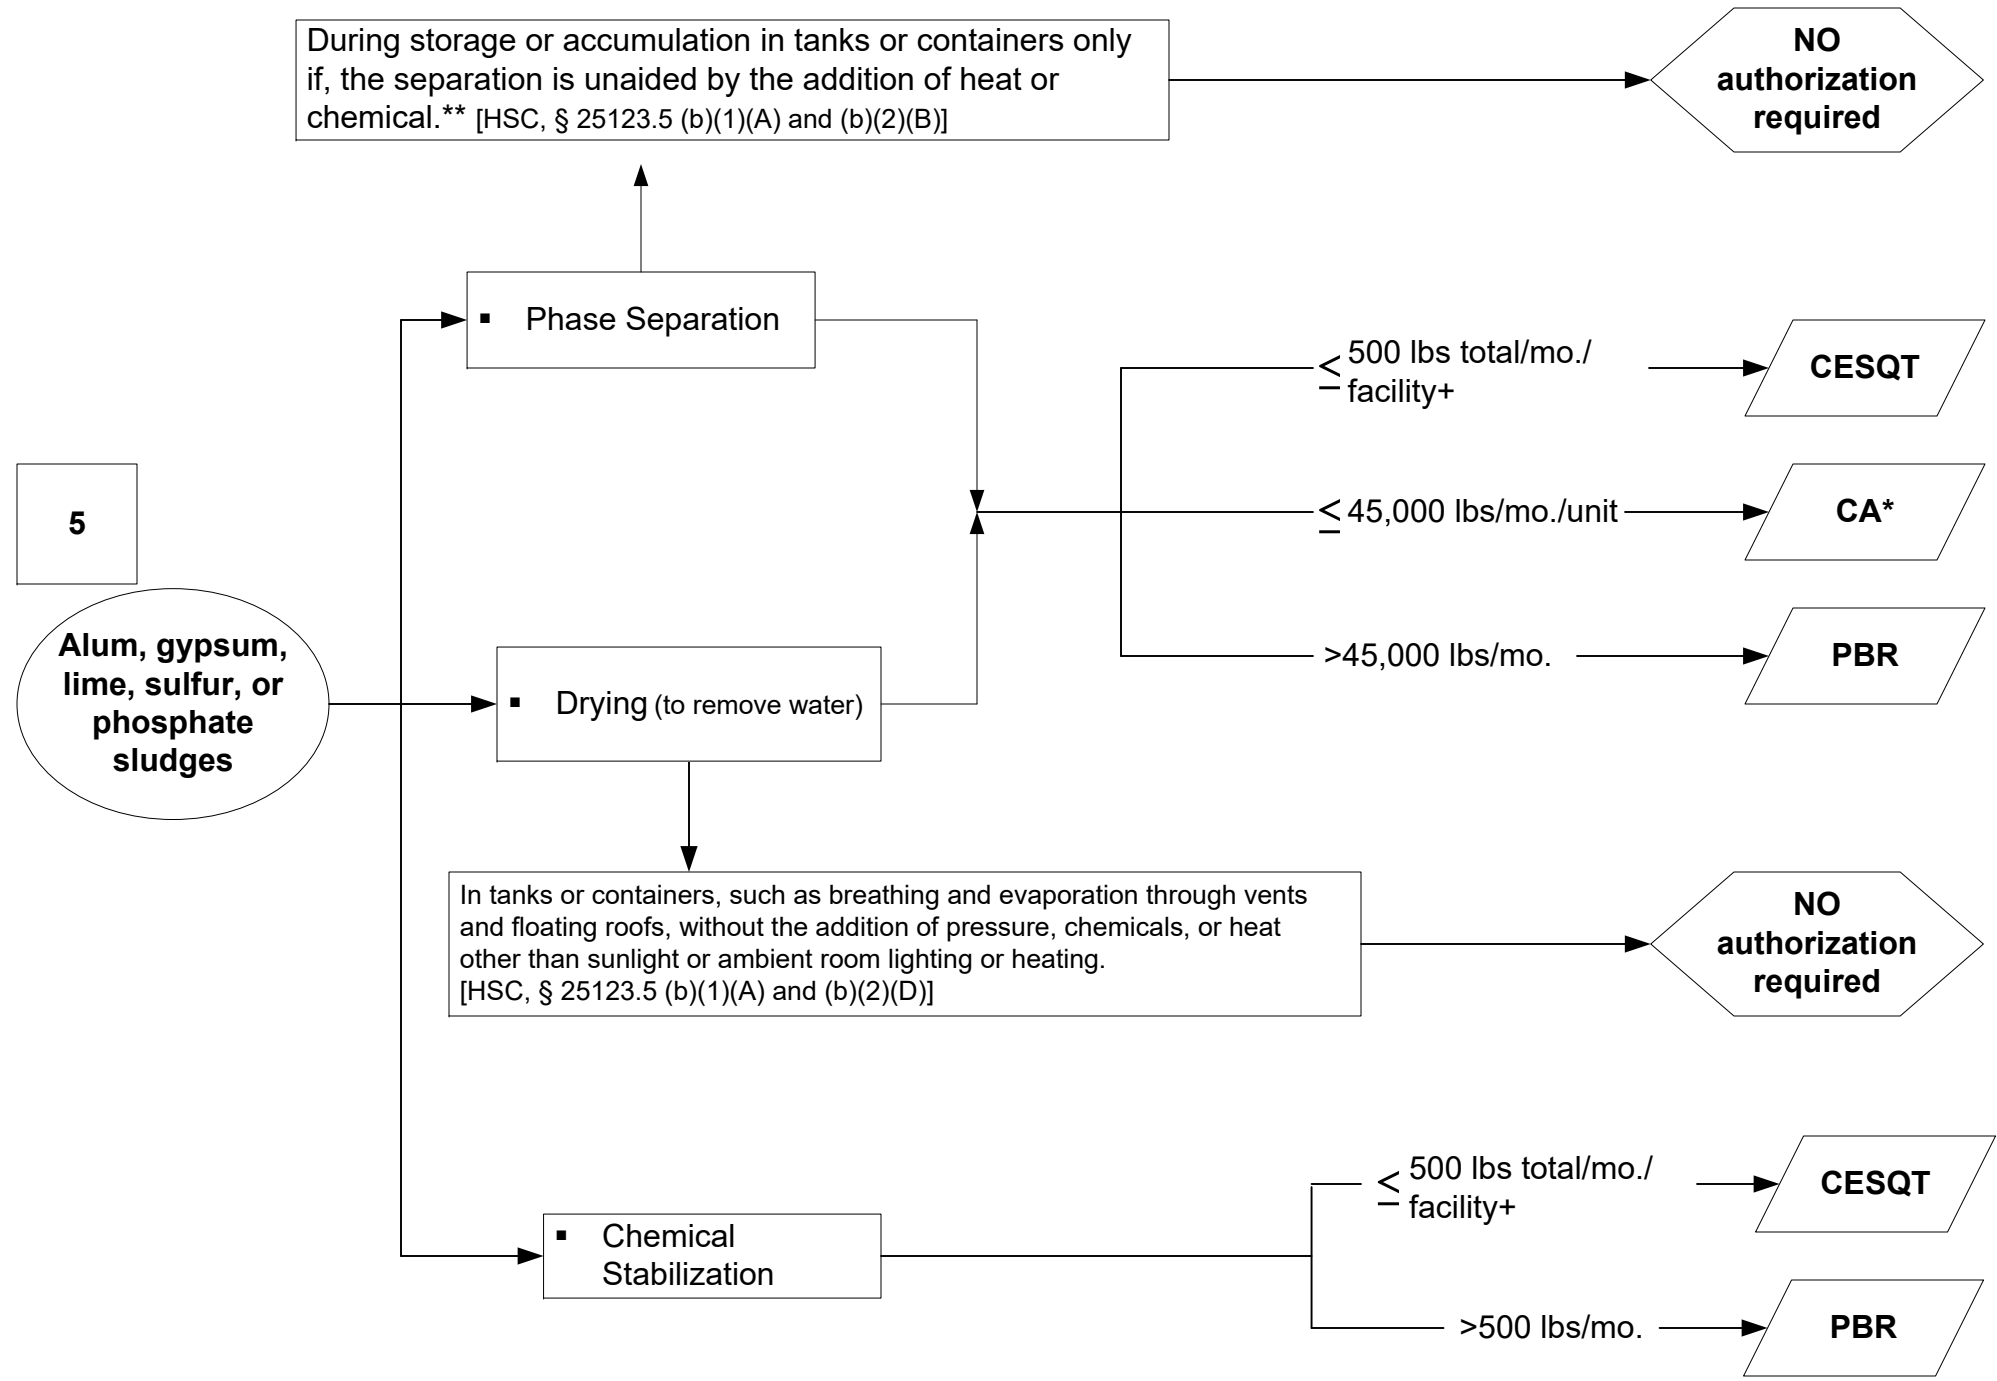 During storage or accumulation in tanks or containers only
if, the separation is unaided by the addition of heat or
chemical.** [HSC, § 25123.5 (b)(1)(A) and (b)(2)(B)]
NO
authorization
required
▪ Phase Separation
≤ 500 lbs total/mo./
facility+
CESQT
5
≤ 45,000 lbs/mo./unit
CA*
Alum, gypsum,
lime, sulfur, or
phosphate
sludges
▪ Drying (to remove water)
>45,000 lbs/mo.
PBR
In tanks or containers, such as breathing and evaporation through vents
and floating roofs, without the addition of pressure, chemicals, or heat
other than sunlight or ambient room lighting or heating.
[HSC, § 25123.5 (b)(1)(A) and (b)(2)(D)]
NO
authorization
required
▪ Chemical
Stabilization
≤ 500 lbs total/mo./
facility+
CESQT
>500 lbs/mo.
PBR